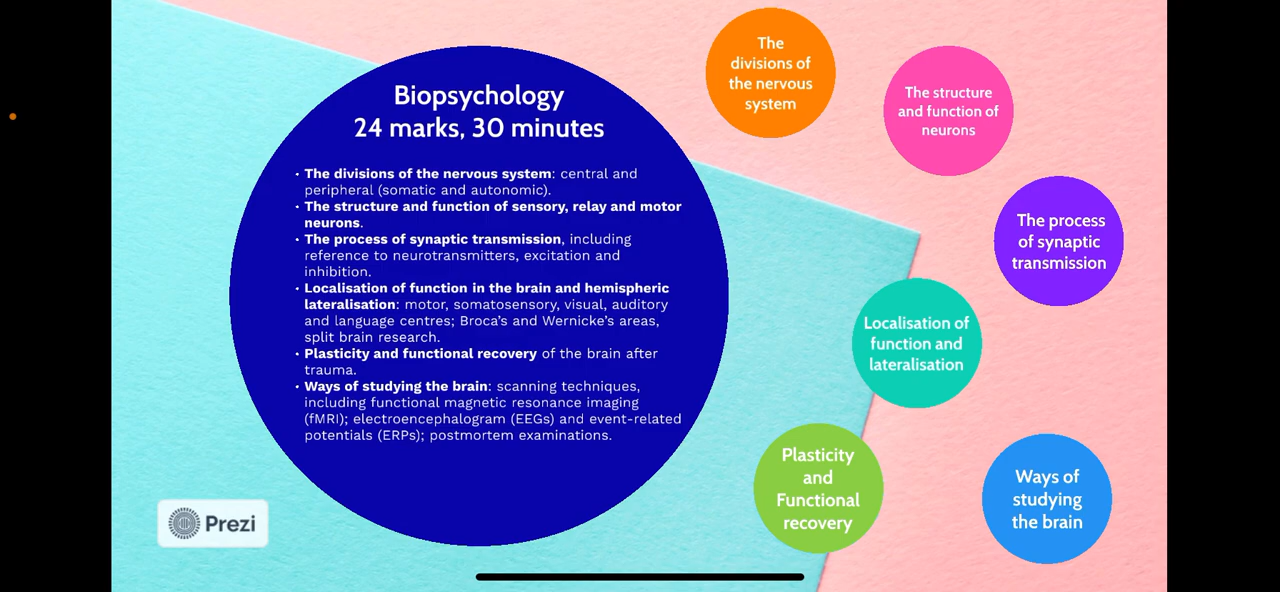 Biopsychology
24 marks, 30 minutes
• The divisions of the nervous system: central and
peripheral (somatic and autonomic).
• The structure and function of sensory, relay and motor
neurons.
• The process of synaptic transmission, including
reference to neurotransmitters, excitation and
inhibition.
• Localisation of function in the brain and hemispheric
lateralisation: motor, somatosensory, visual, auditory
and language centres; Broca’s and Wernicke’s areas,
split brain research.
• Plasticity and functional recovery of the brain after
trauma.
• Ways of studying the brain: scanning techniques,
including functional magnetic resonance imaging
(fMRI); electroencephalogram (EEGs) and event-related
potentials (ERPs); postmortem examinations.
The
divisions of
the nervous
system
The structure
and function of
neurons
The process
of synaptic
transmission
Localisation of
function and
lateralisation
Plasticity
and
Functional
recovery
Ways of
studying
the brain
Prezi